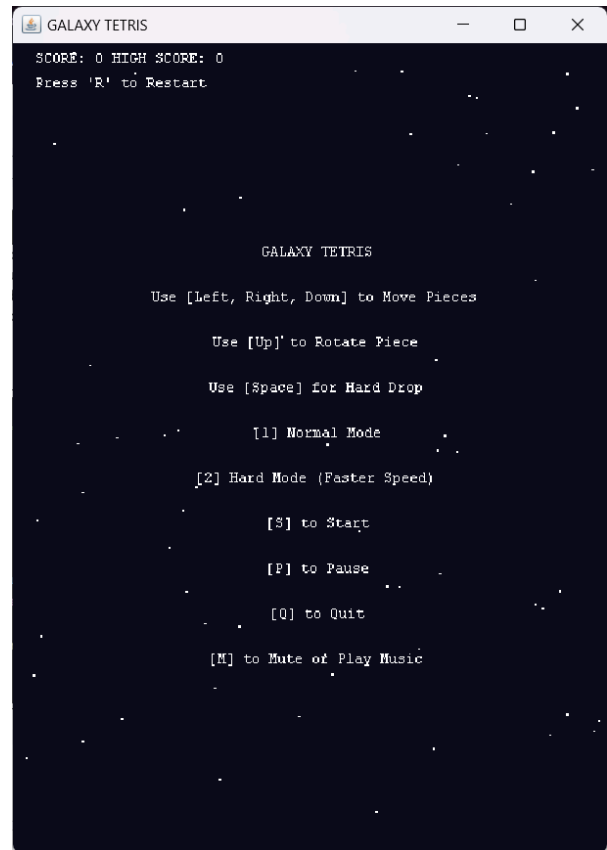 GALAXY TETRIS
SCORE: 0 HIGH SCORE: 0
Press 'R' to Restart
GALAXY TETRIS
Use [Left, Right, Down] to Move Pieces
Use [Up] to Rotate Piece
Use [Space] for Hard Drop
[1] Normal Mode
[2] Hard Mode (Faster Speed)
[S] to Start
[P] to Pause
[Q] to Quit
[M] to Mute or Play Music